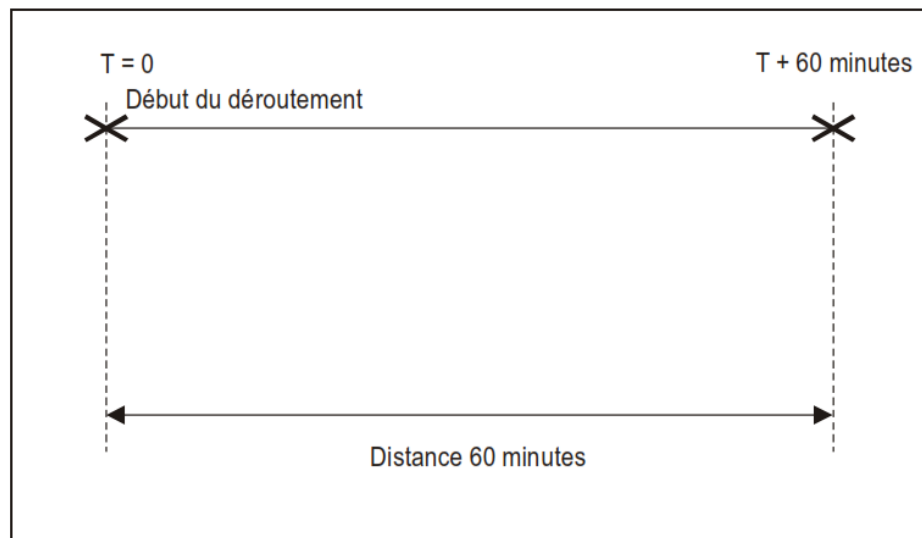 T = 0
T + 60 minutes
Début du déroutement
Distance 60 minutes